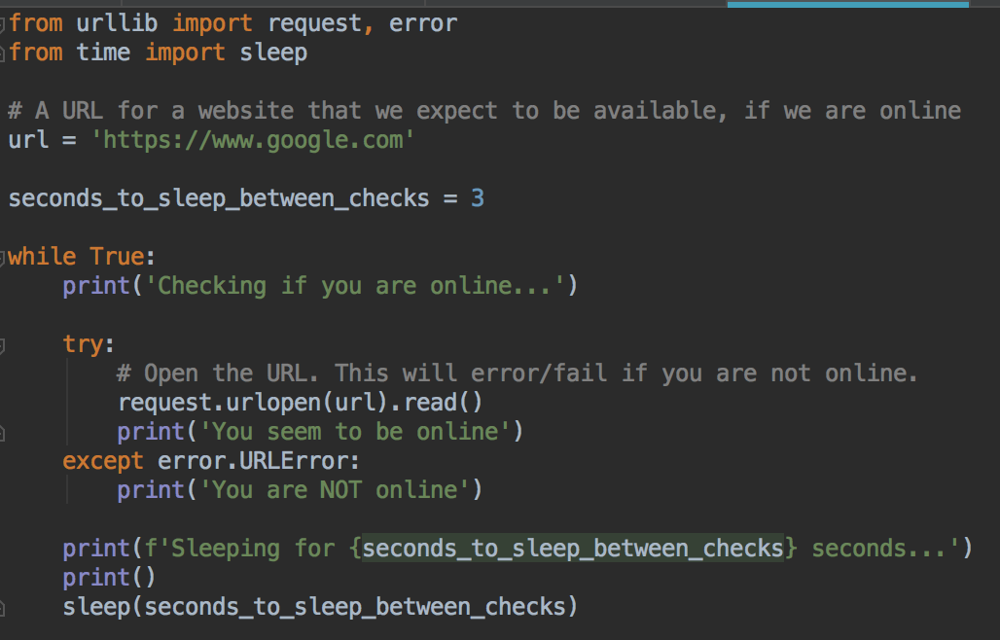 from urllib import request, error
from time import sleep

# A URL for a website that we expect to be available, if we are online
url = 'https://www.google.com'

seconds_to_sleep_between_checks = 3

while True:
    print('Checking if you are online...')

    try:
        # Open the URL. This will error/fail if you are not online.
        request.urlopen(url).read()
        print('You seem to be online')
    except error.URLError:
        print('You are NOT online')

    print(f'Sleeping for {seconds_to_sleep_between_checks} seconds...')
    print()
    sleep(seconds_to_sleep_between_checks)